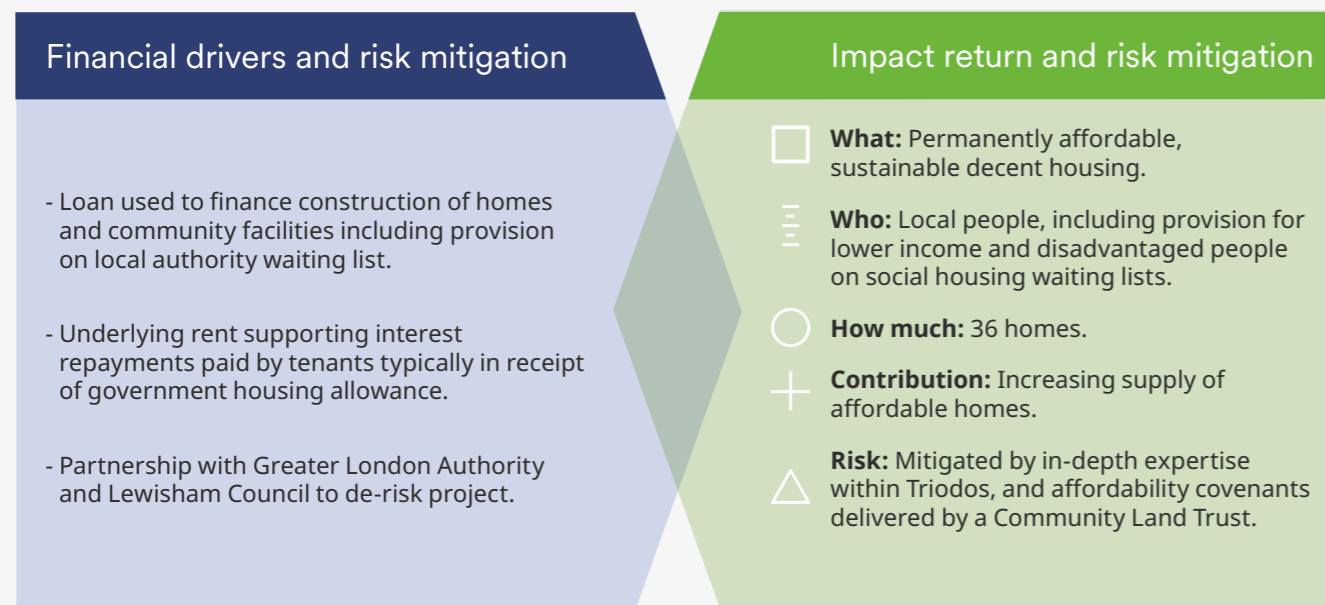 Financial drivers and risk mitigation
- Loan used to finance construction of homes
and community facilities including provision
on local authority waiting list.
- Underlying rent supporting interest
repayments paid by tenants typically in receipt
of government housing allowance.
- Partnership with Greater London Authority
and Lewisham Council to de-risk project.
Impact return and risk mitigation
What: Permanently affordable,
sustainable decent housing.
Who: Local people, including provision for
lower income and disadvantaged people
on social housing waiting lists.
How much: 36 homes.
Contribution: Increasing supply of
affordable homes.
Risk: Mitigated by in-depth expertise
within Triodos, and affordability covenants
delivered by a Community Land Trust.